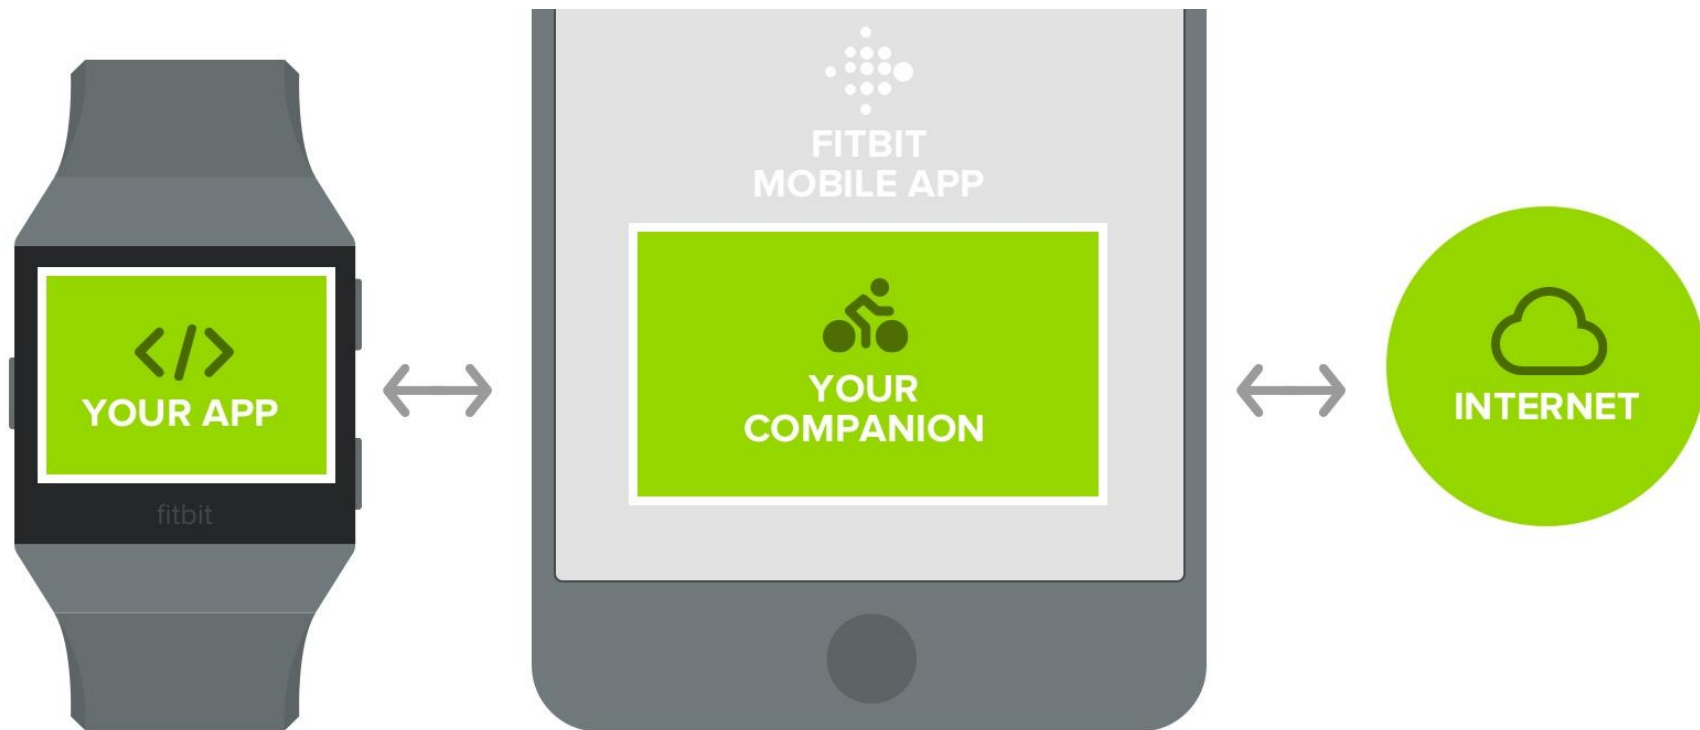 </> YOUR APP
fitbit
FITBIT
MOBILE APP
YOUR
COMPANION
INTERNET